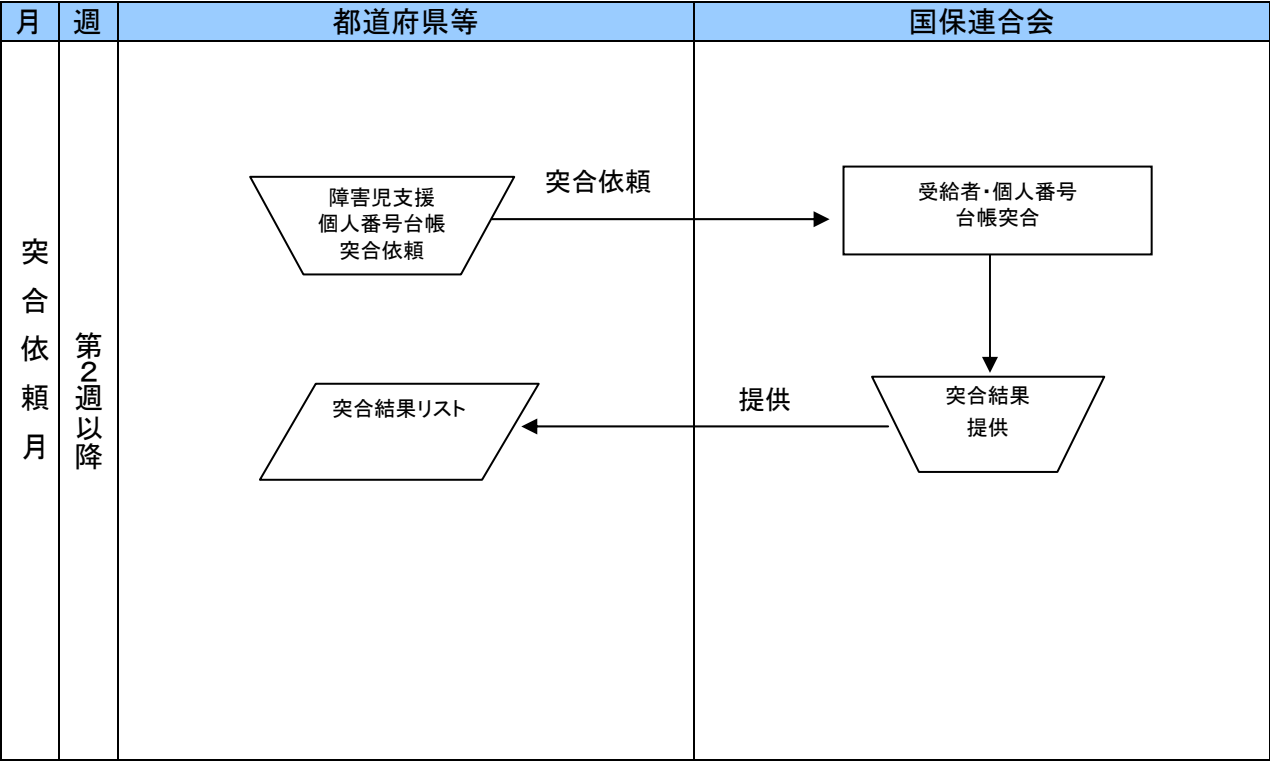 月
週
都道府県等
国保連合会
突合依頼月
第2週以降
障害児支援
個人番号台帳
突合依頼
突合依頼
受給者・個人番号
台帳突合
突合結果リスト
提供
突合結果
提供